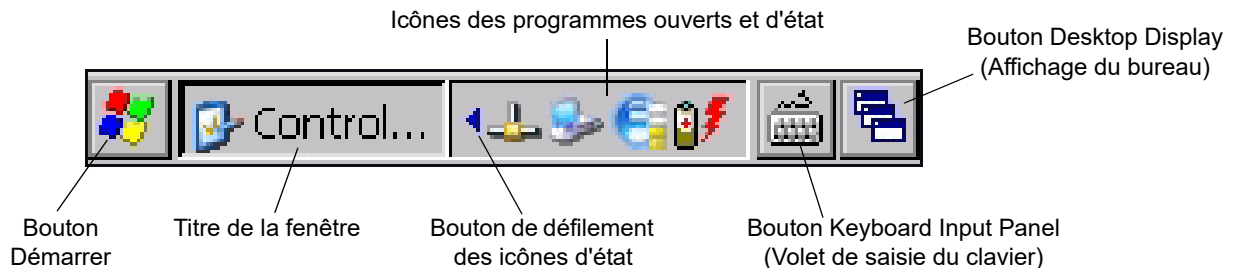 Icônes des programmes ouverts et d'état
Bouton Desktop Display
(Affichage du bureau)
Control...
Bouton
Démarrer
Titre de la fenêtre
Bouton de défilement
des icônes d'état
Bouton Keyboard Input Panel
(Volet de saisie du clavier)